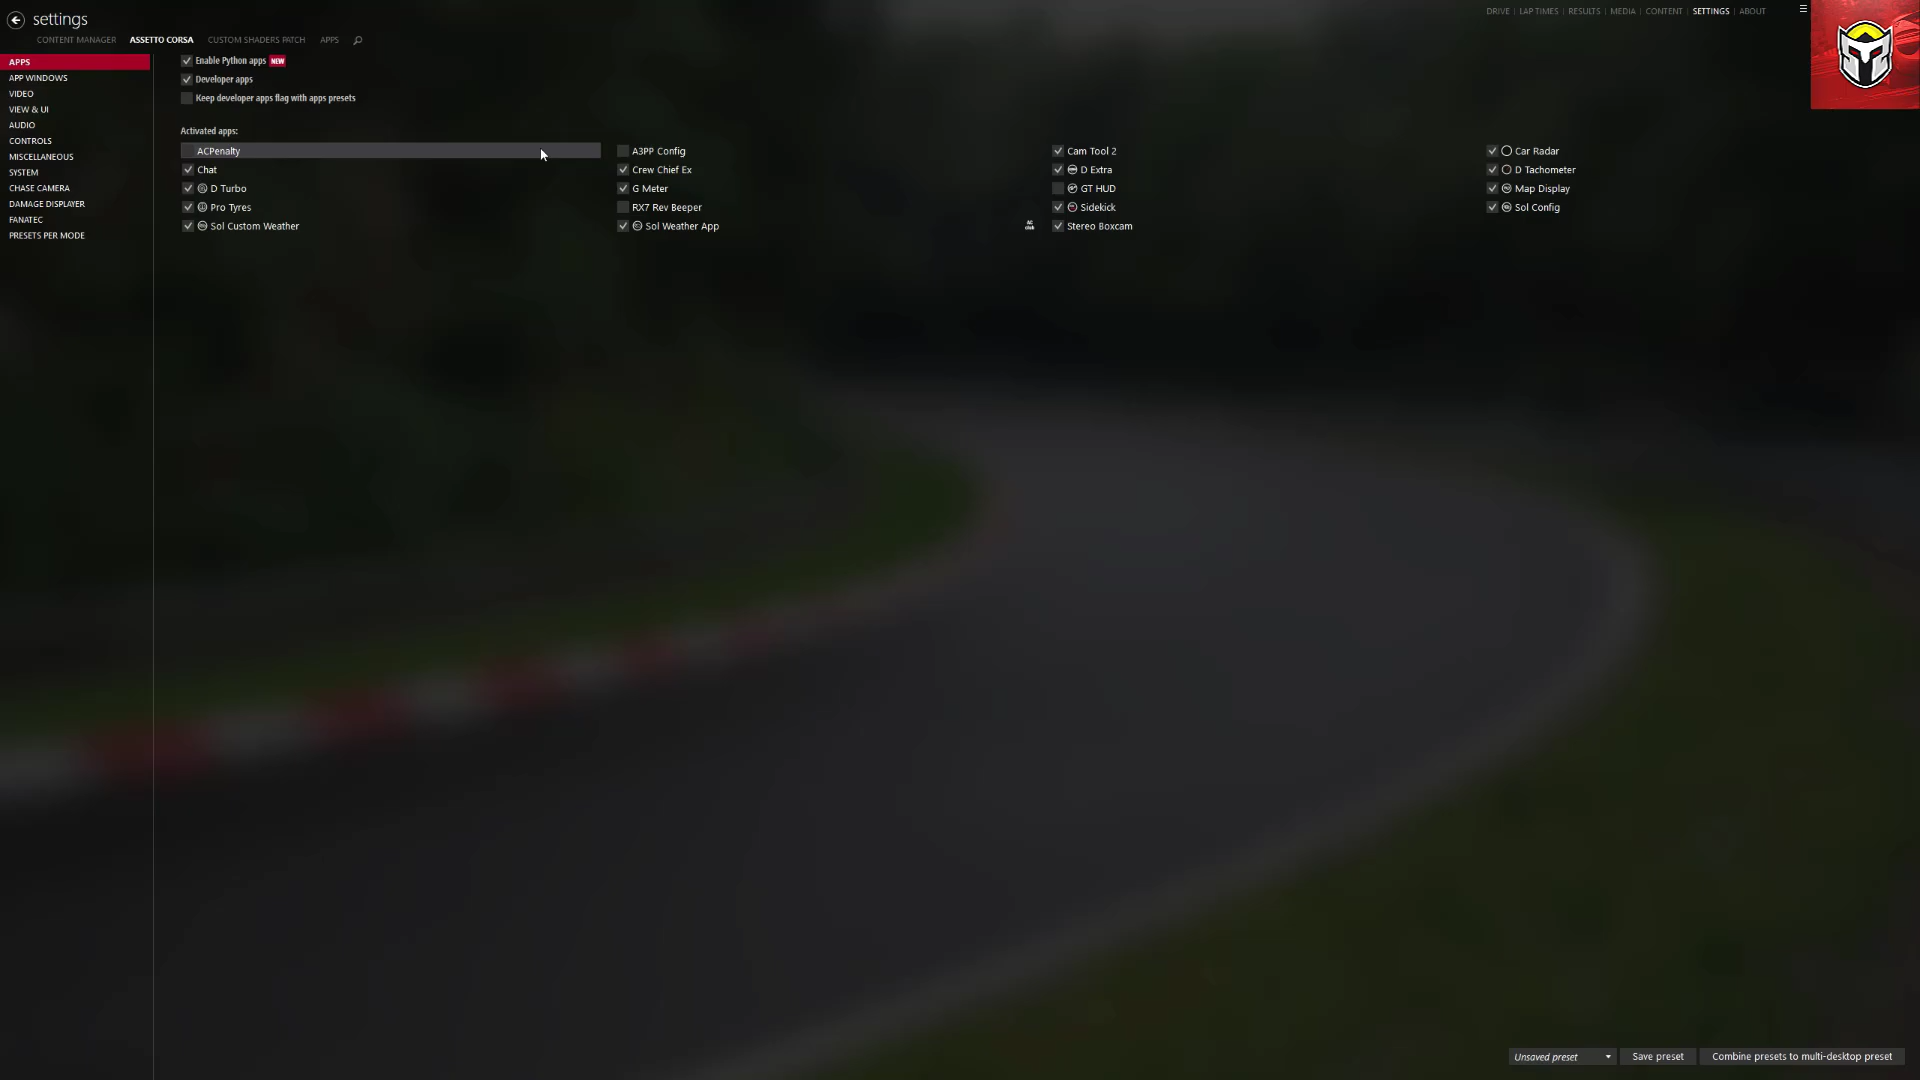 settings
DRIVE | LAP TIMES | RESULTS | MEDIA | CONTENT | SETTINGS | ABOUT
CONTENT MANAGER ASSETTO CORSA CUSTOM SHADERS PATCH APPS
APPS
APP WINDOWS
VIDEO
VIEW & UI
AUDIO
CONTROLS
MISCELLANEOUS
SYSTEM
CHASE CAMERA
DAMAGE DISPLAYER
FANATEC
PRESETS PER MODE
Enable Python apps NEW
Developer apps
Keep developer apps flag with apps presets
Activated apps:
ACPenalty A3PP Config Cam Tool 2 Car Radar
Chat Crew Chief Ex D Extra D Tachometer
D Turbo G Meter GT HUD Map Display
Pro Tyres RX7 Rev Beeper Sidekick Sol Config
Sol Custom Weather Sol Weather App Stereo Boxcam
Unsaved preset Save preset Combine presets to multi-desktop preset